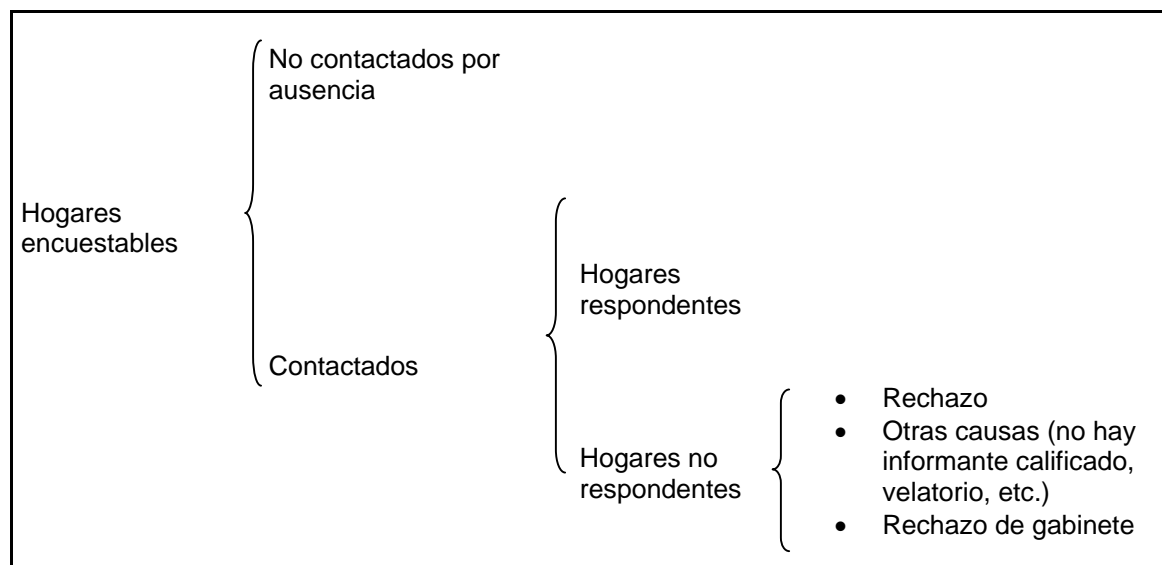 No contactados por
ausencia
Hogares
encuestables
Contactados
Hogares
respondentes
Hogares no
respondentes
• Rechazo
• Otras causas (no hay
informante calificado,
velatorio, etc.)
• Rechazo de gabinete